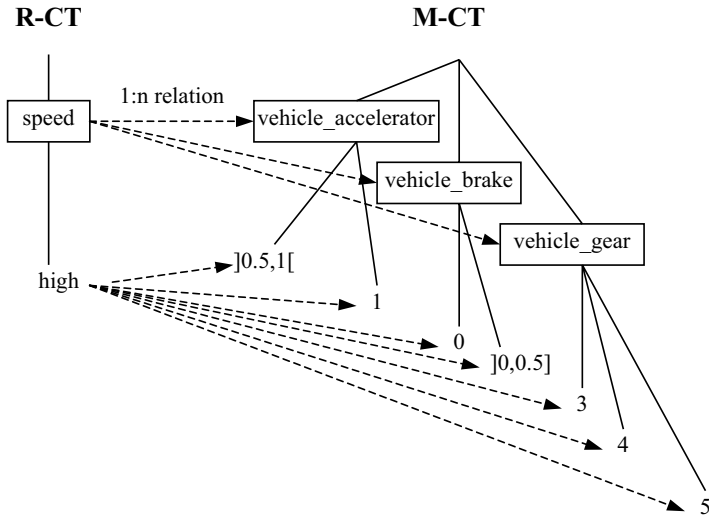 R-CT
M-CT
1:n relation
speed
vehicle_accelerator
vehicle_brake
vehicle_gear
high
]0.5,1[
1
0
]0,0.5]
3
4
5